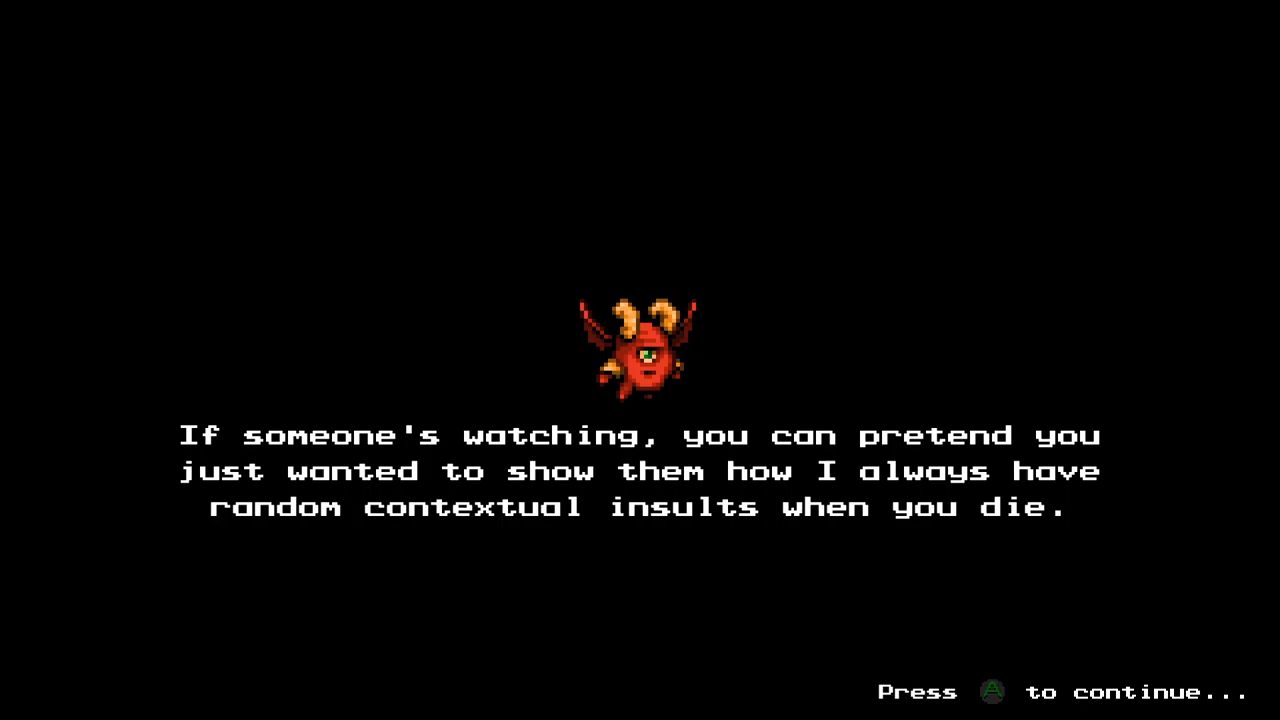 If someone's watching, you can pretend you
just wanted to show them how I always have
random contextual insults when you die.
Press A to continue...